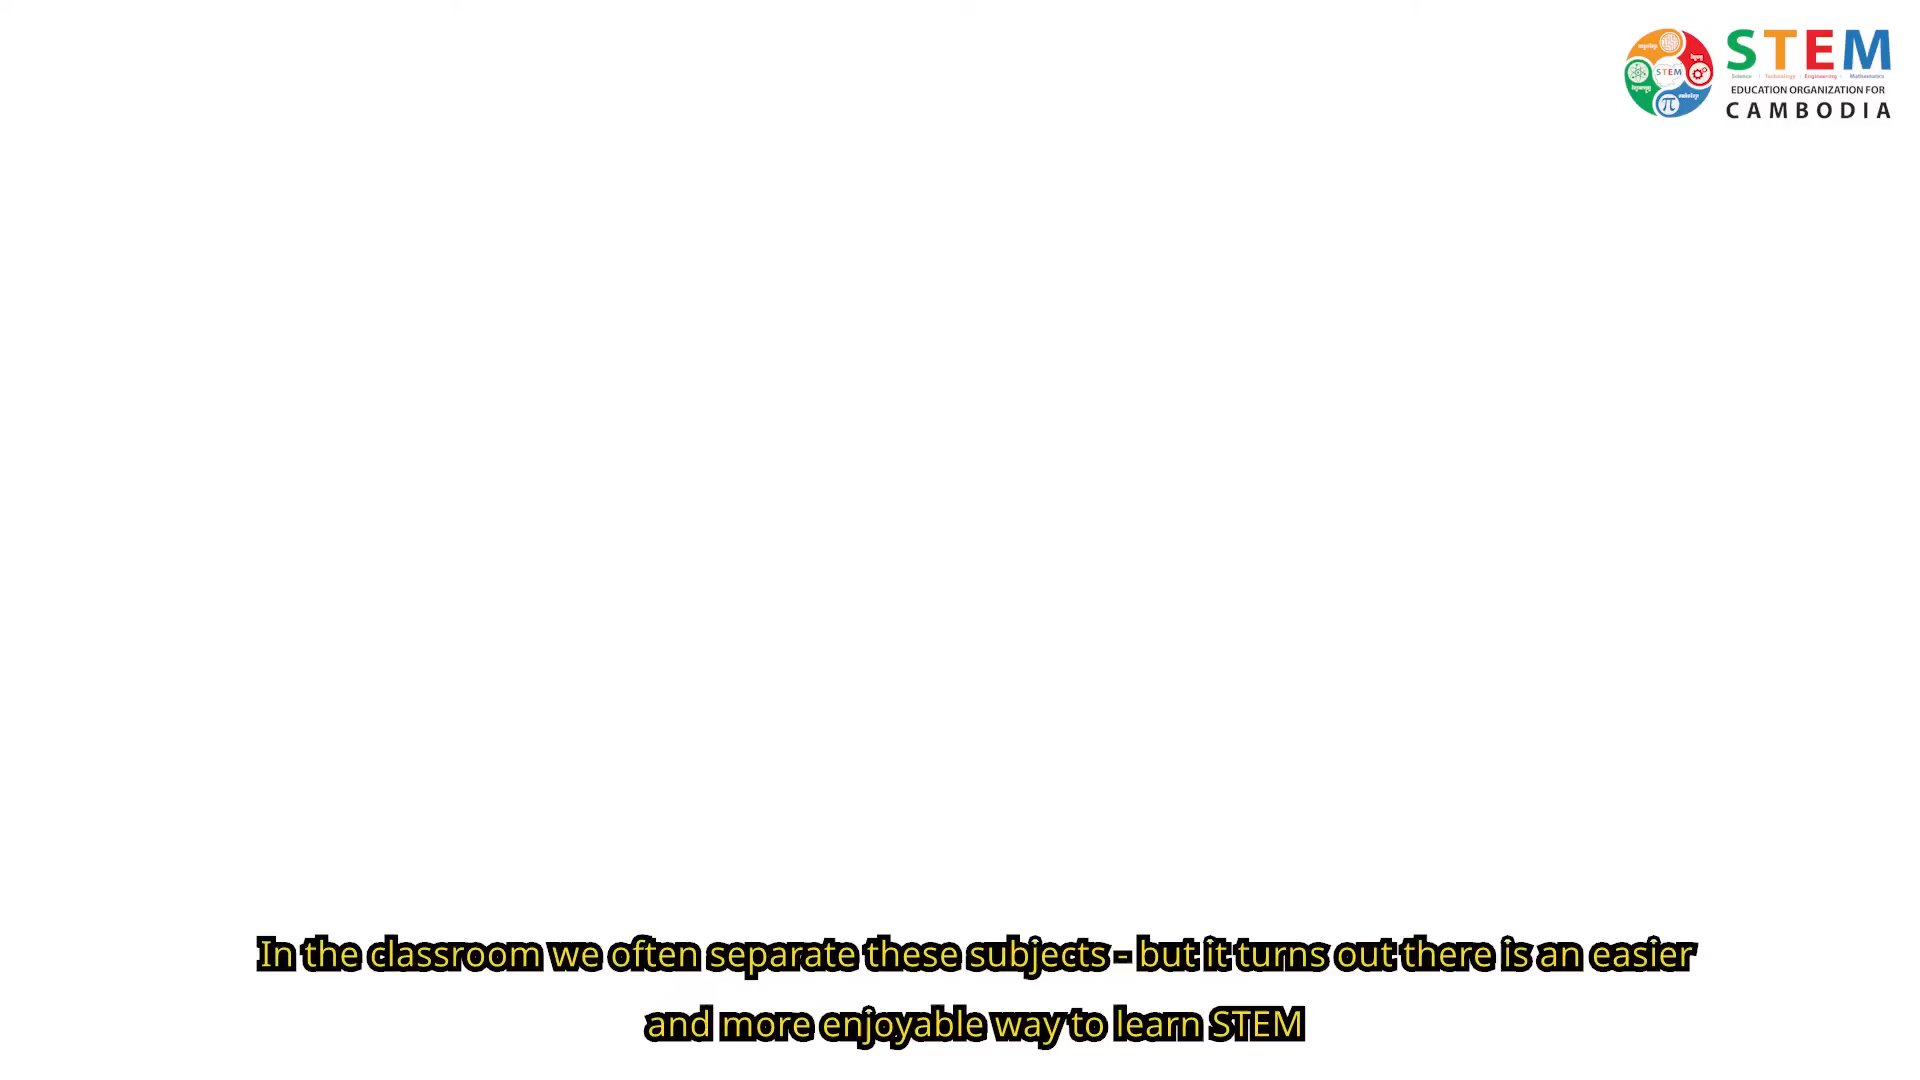 STEM
Science | Technology | Engineering | Mathematics
EDUCATION ORGANIZATION FOR
CAMBODIA
STEM
In the classroom we often separate these subjects - but it turns out there is an easier
and more enjoyable way to learn STEM